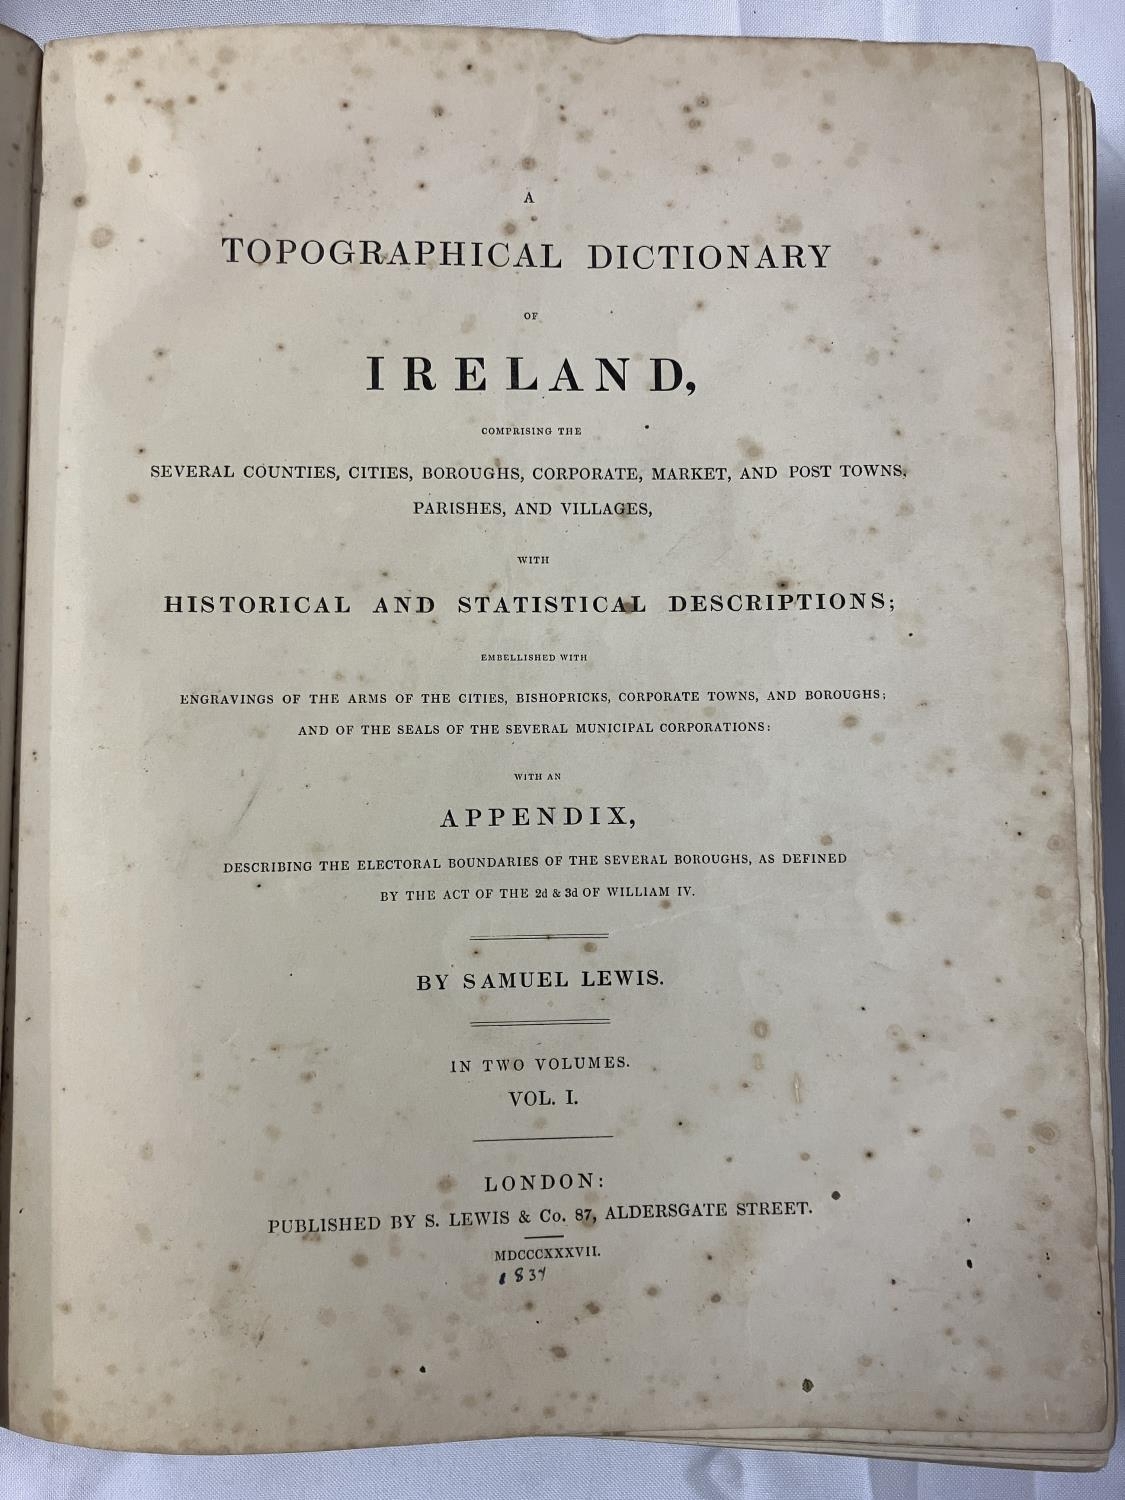 A
TOPOGRAPHICAL DICTIONARY
OF
IRELAND,
COMPRISING THE
SEVERAL COUNTIES, CITIES, BOROUGHS, CORPORATE, MARKET, AND POST TOWNS,
PARISHES, AND VILLAGES,
WITH
HISTORICAL AND STATISTICAL DESCRIPTIONS;
EMBELLISHED WITH
ENGRAVINGS OF THE ARMS OF THE CITIES, BISHOPRICKS, CORPORATE TOWNS, AND BOROUGHS;
AND OF THE SEALS OF THE SEVERAL MUNICIPAL CORPORATIONS:
WITH AN
APPENDIX,
DESCRIBING THE ELECTORAL BOUNDARIES OF THE SEVERAL BOROUGHS, AS DEFINED
BY THE ACT OF THE 2d & 3d OF WILLIAM IV.
BY SAMUEL LEWIS.
IN TWO VOLUMES.
VOL. I.
LONDON:
PUBLISHED BY S. LEWIS & Co. 87, ALDERSGATE STREET.
MDCCCXXXVII.
1837